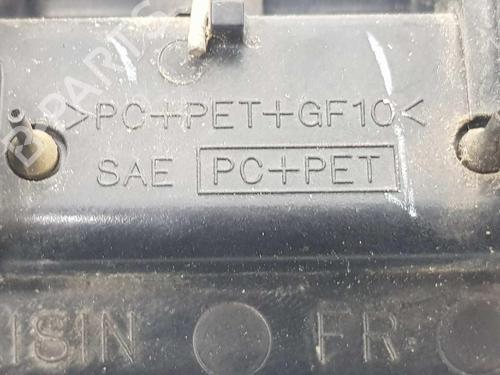 >PC+PET+GF10<
SAE PC+PET
ISIN FR-